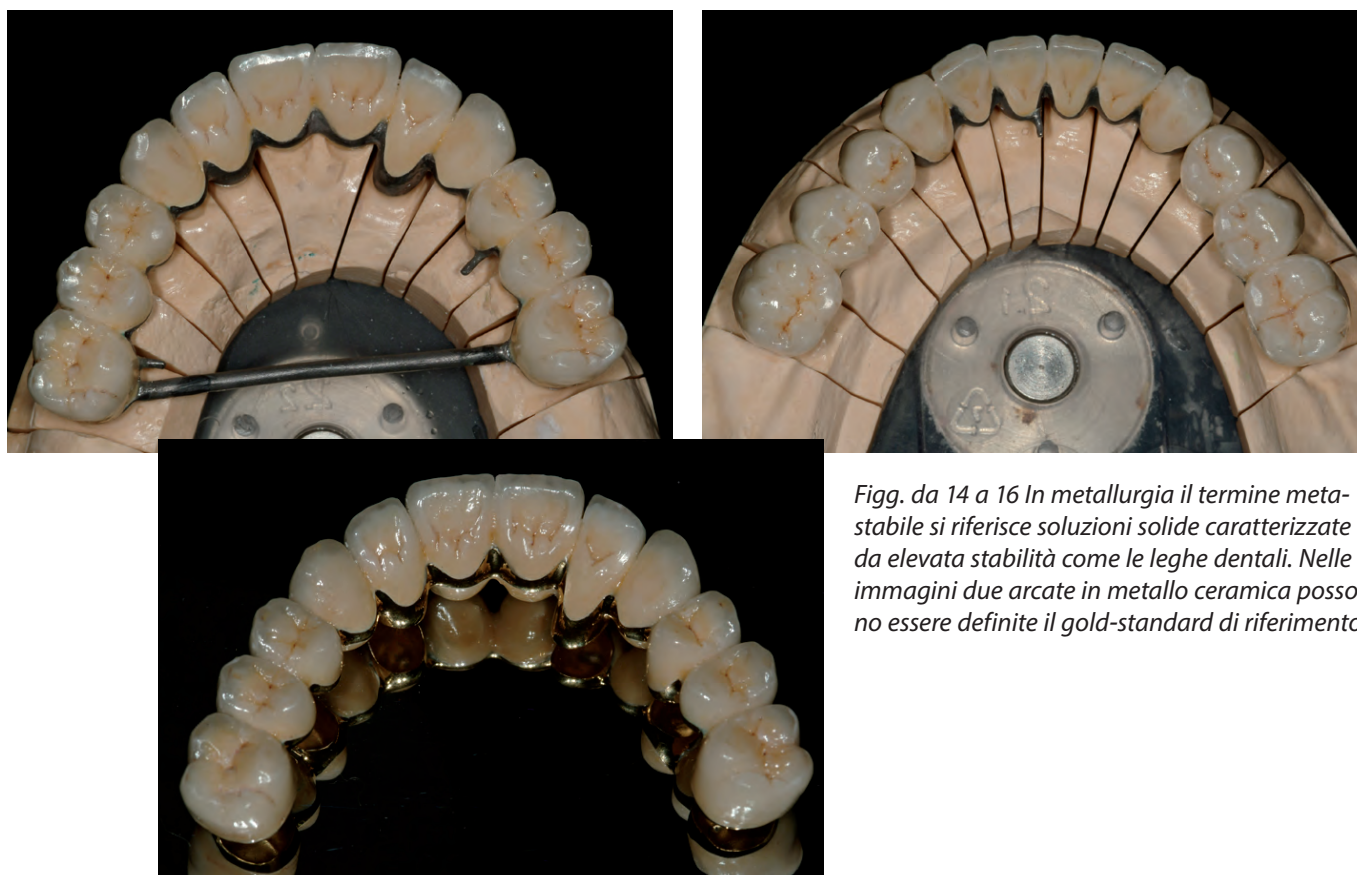 Figg. da 14 a 16 In metallurgia il termine meta-
stabile si riferisce soluzioni solide caratterizzate
da elevata stabilità come le leghe dentali. Nelle
immagini due arcate in metallo ceramica posso
no essere definite il gold-standard di riferimento